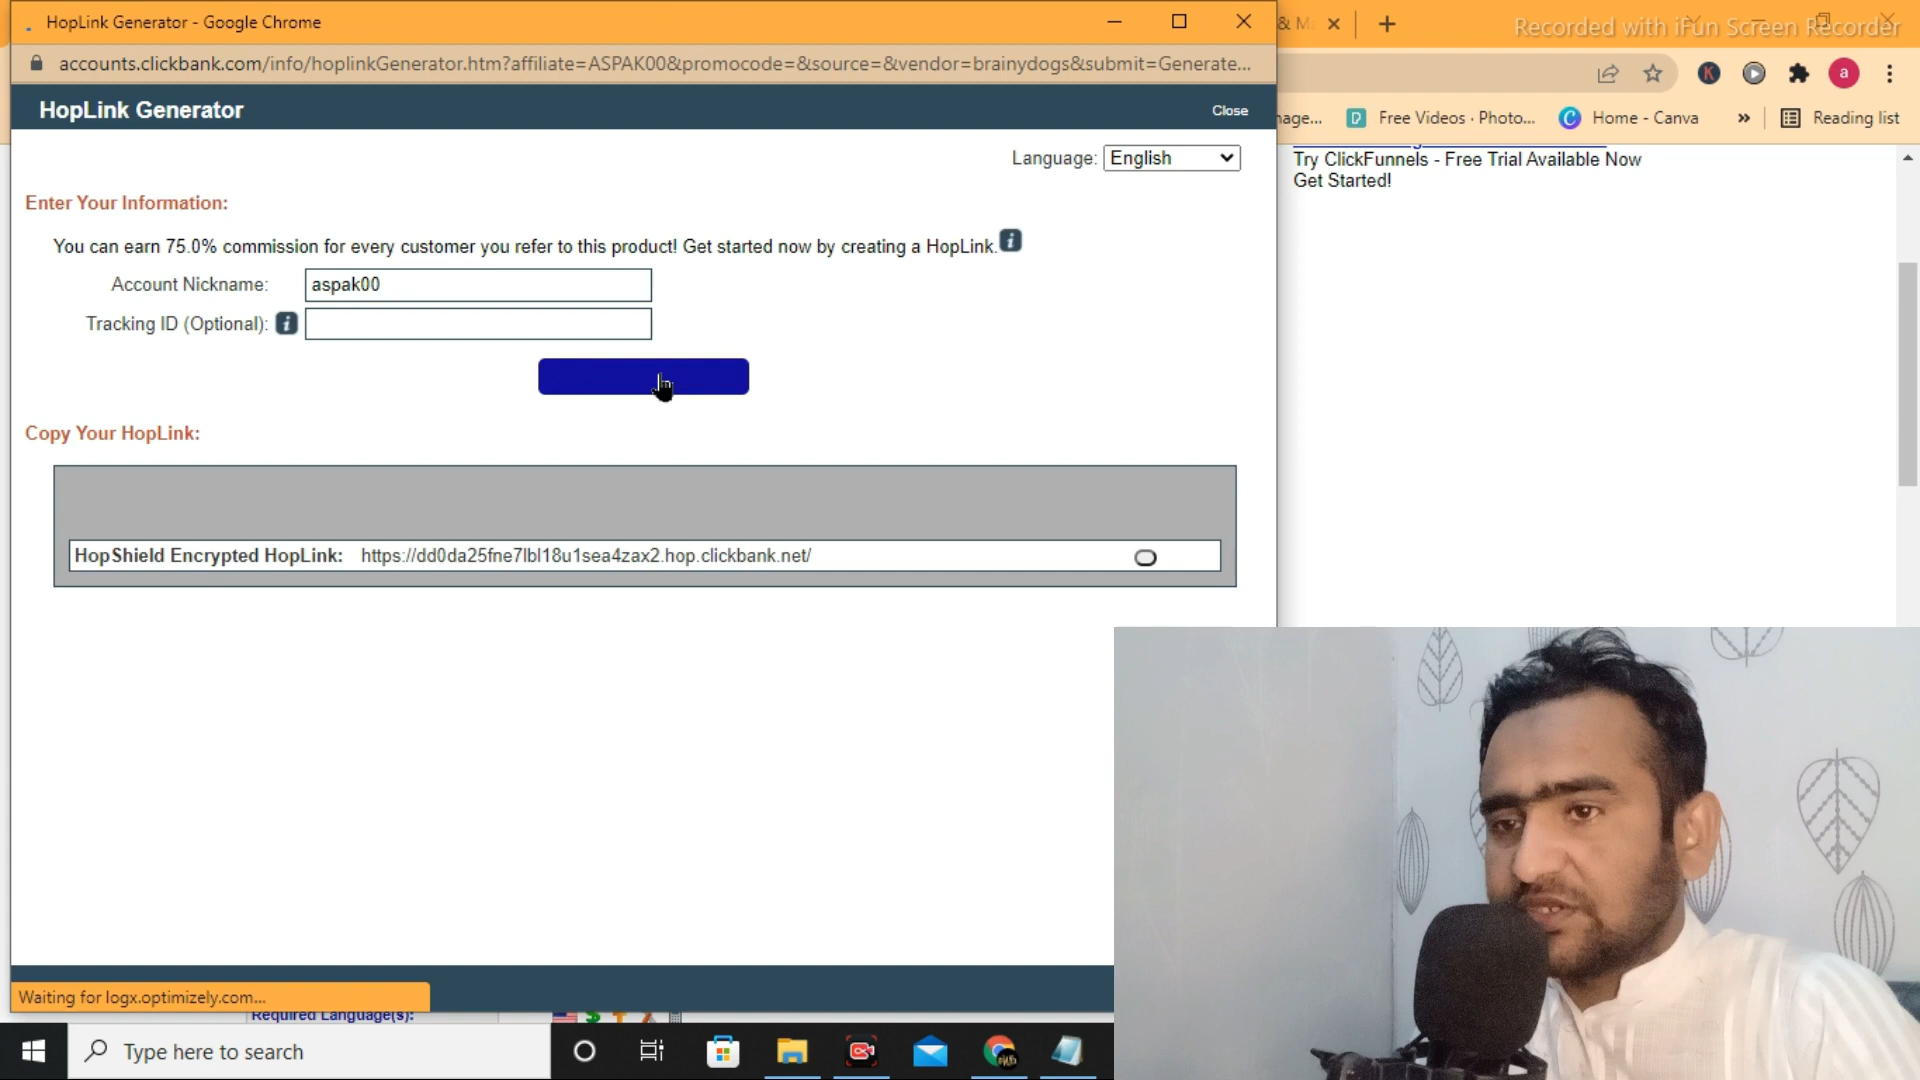 HopLink Generator - Google Chrome
& M
Recorded with iFun Screen Recorder
accounts.clickbank.com/info/hoplinkGenerator.htm?affiliate=ASPAK00&promocode=&source=&vendor=brainydogs&submit=Generate...
K
a
HopLink Generator
Close
age...
Free Videos · Photo...
Home - Canva
»
Reading list
Language: English
Try ClickFunnels - Free Trial Available Now
Get Started!
Enter Your Information:
You can earn 75.0% commission for every customer you refer to this product! Get started now by creating a HopLink.
Account Nickname: aspak00
Tracking ID (Optional):
Copy Your HopLink:
HopShield Encrypted HopLink: https://dd0da25fne7lbl18u1sea4zax2.hop.clickbank.net/
Waiting for logx.optimizely.com...
Required Language(s):
Type here to search